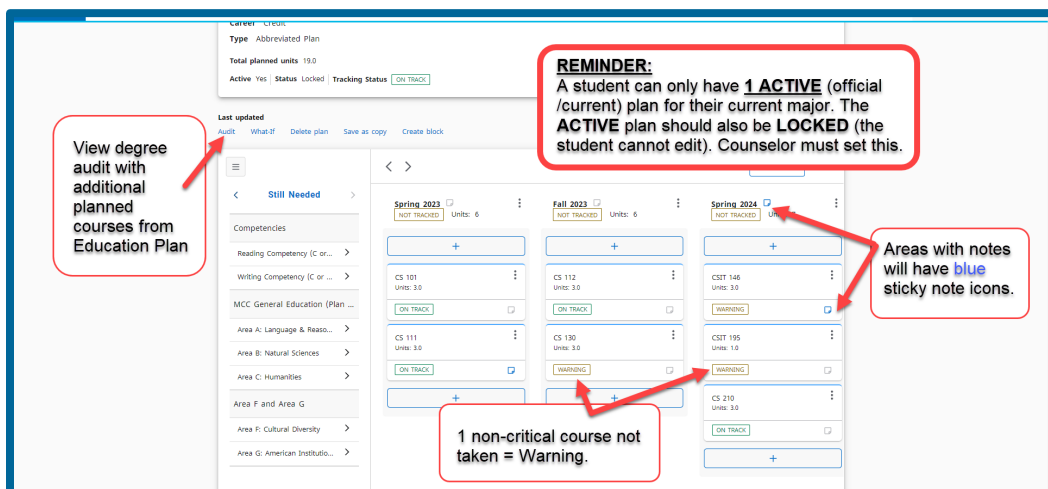 Career Credit
Type Abbreviated Plan
Total planned units 19.0
Active Yes Status Locked Tracking Status ON TRACK
REMINDER:
A student can only have 1 ACTIVE (official
/current) plan for their current major. The
ACTIVE plan should also be LOCKED (the
student cannot edit). Counselor must set this.
Last updated
Audit What-If Delete plan Save as copy Create block
View degree
audit with
additional
planned
courses from
Education Plan
Still Needed
Competencies
Reading Competency (C or...
Writing Competency (C or ...
MCC General Education (Plan ...
Area A: Language & Reaso...
Area B: Natural Sciences
Area C: Humanities
Area F and Area G
Area F: Cultural Diversity
Area G: American Institutio...
Spring 2023
NOT TRACKED Units: 6
+
CS 101
Units: 3.0
ON TRACK
CS 111
Units: 3.0
ON TRACK
+
Fall 2023
NOT TRACKED Units: 6
+
CS 112
Units: 3.0
ON TRACK
CS 130
Units: 3.0
WARNING
+
Spring 2024
NOT TRACKED
+
CSIT 146
Units: 3.0
WARNING
CSIT 195
Units: 1.0
WARNING
CS 210
Units: 3.0
ON TRACK
+
Areas with notes
will have blue
sticky note icons.
1 non-critical course not
taken = Warning.